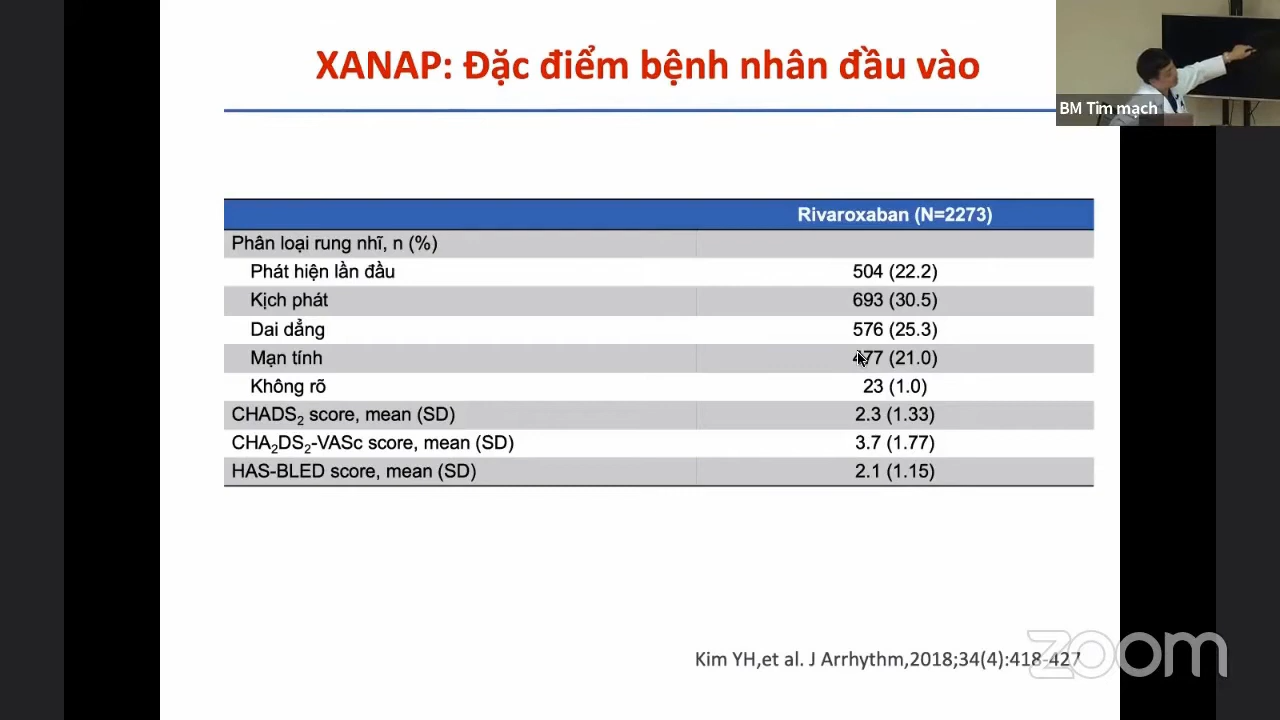 XANAP: Đặc điểm bệnh nhân đầu vào
BM Tim mạch
Rivaroxaban (N=2273)
Phân loại rung nhĩ, n (%)
Phát hiện lần đầu 504 (22.2)
Kịch phát 693 (30.5)
Dai dẳng 576 (25.3)
Mạn tính 477 (21.0)
Không rõ 23 (1.0)
CHADS2 score, mean (SD) 2.3 (1.33)
CHA2DS2-VASc score, mean (SD) 3.7 (1.77)
HAS-BLED score, mean (SD) 2.1 (1.15)
Kim YH,et al. J Arrhythm,2018;34(4):418-427
zoom